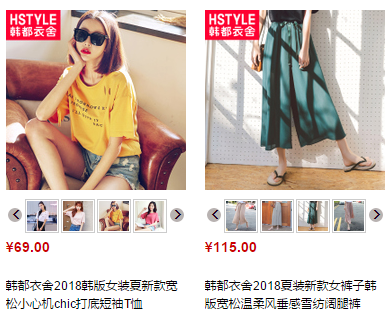 HSTYLE
韩都衣舍
HSTYLE
韩都衣舍
¥69.00
韩都衣舍2018韩版女装夏新款宽
松小心机chic打底短袖T恤
¥115.00
韩都衣舍2018夏装新款女裤子韩
版宽松温柔风垂感雪纺阔腿裤